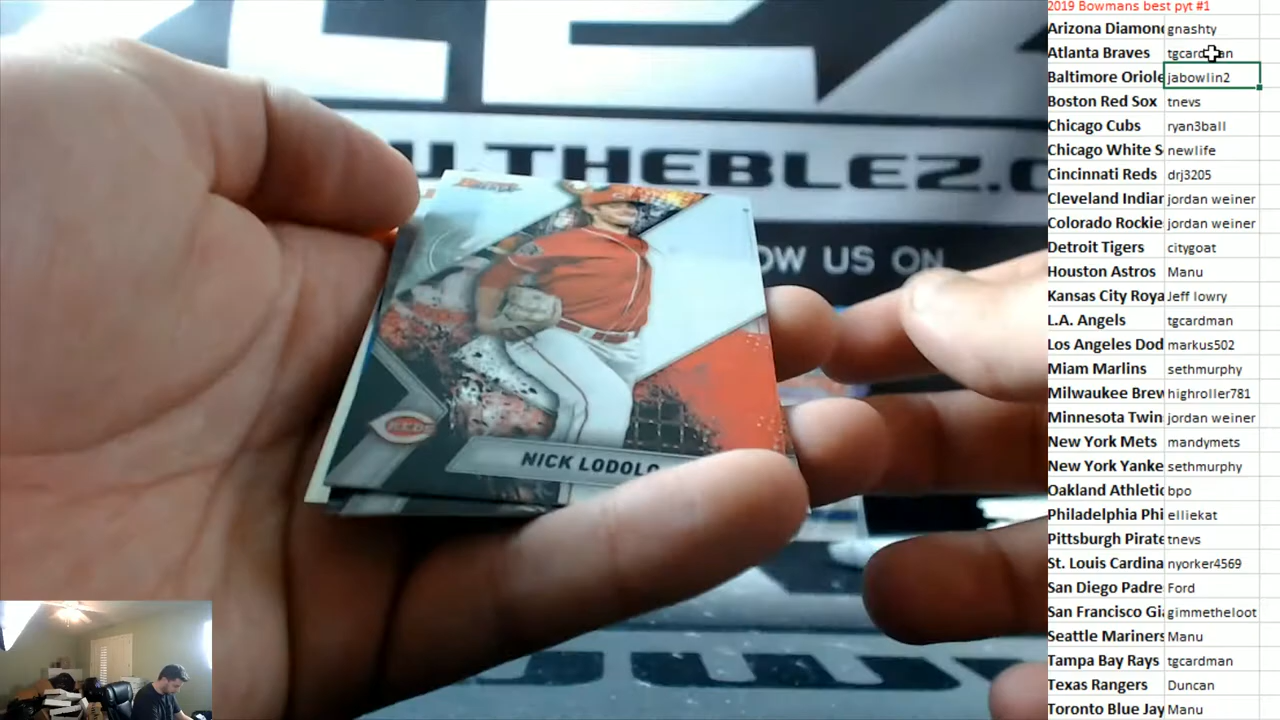 2019 Bowmans best pyt #1
Arizona Diamond gnashty
Atlanta Braves
Baltimore Oriole jabowlin2
Boston Red Sox tnevs
Chicago Cubs ryan3ball
Chicago White S newlife
Cincinnati Reds drj3205
Cleveland Indian jordan weiner
Colorado Rockie jordan weiner
Detroit Tigers citygoat
Houston Astros Manu
Kansas City Roya Jeff lowry
L.A. Angels tgcardman
Los Angeles Dod markus502
Miam Marlins sethmurphy
Milwaukee Brew highroller781
Minnesota Twin jordan weiner
New York Mets mandymets
New York Yanke sethmurphy
Oakland Athletic bpo
Philadelphia Phi elliekat
Pittsburgh Pirate tnevs
St. Louis Cardina nyorker4569
San Diego Padre Ford
San Francisco Gia gimmetheloot
Seattle Mariners Manu
Tampa Bay Rays tgcardman
Texas Rangers Duncan
Toronto Blue Jay Manu
THEBLEZ.
OW US ON
REDS
NICK LODOLO